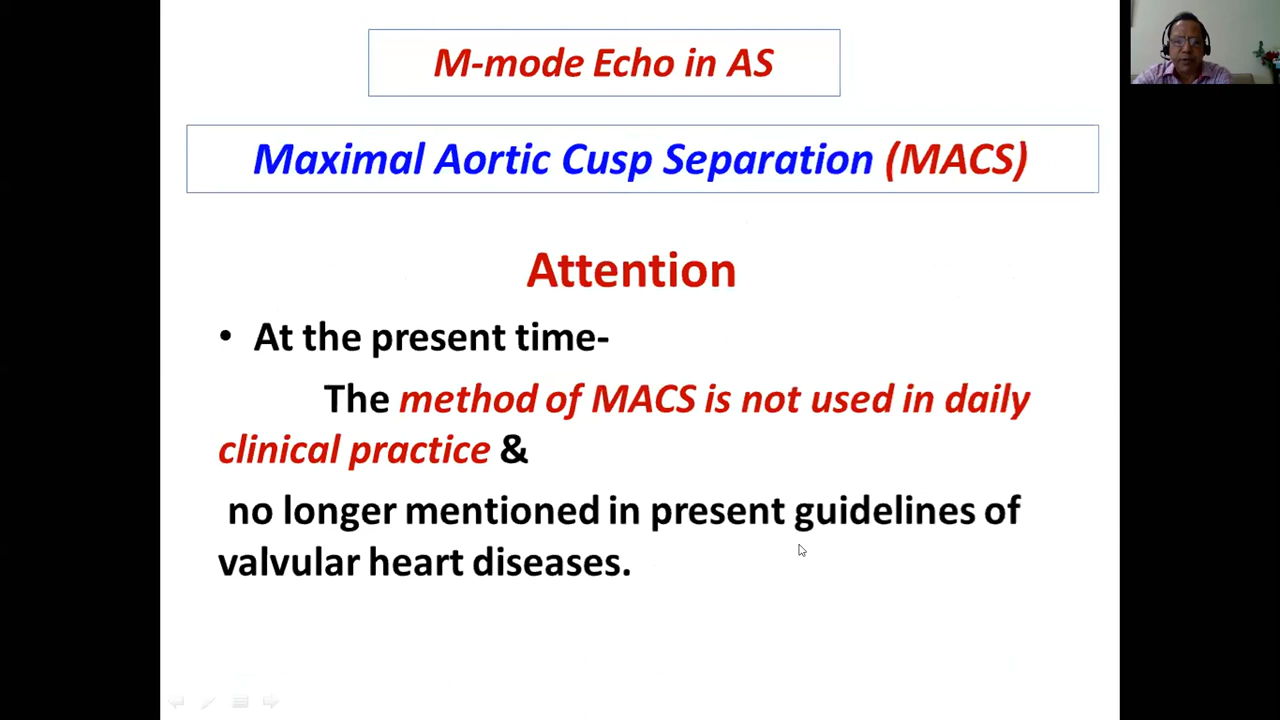 M-mode Echo in AS
Maximal Aortic Cusp Separation (MACS)
Attention
• At the present time-
The method of MACS is not used in daily
clinical practice &
no longer mentioned in present guidelines of
valvular heart diseases.